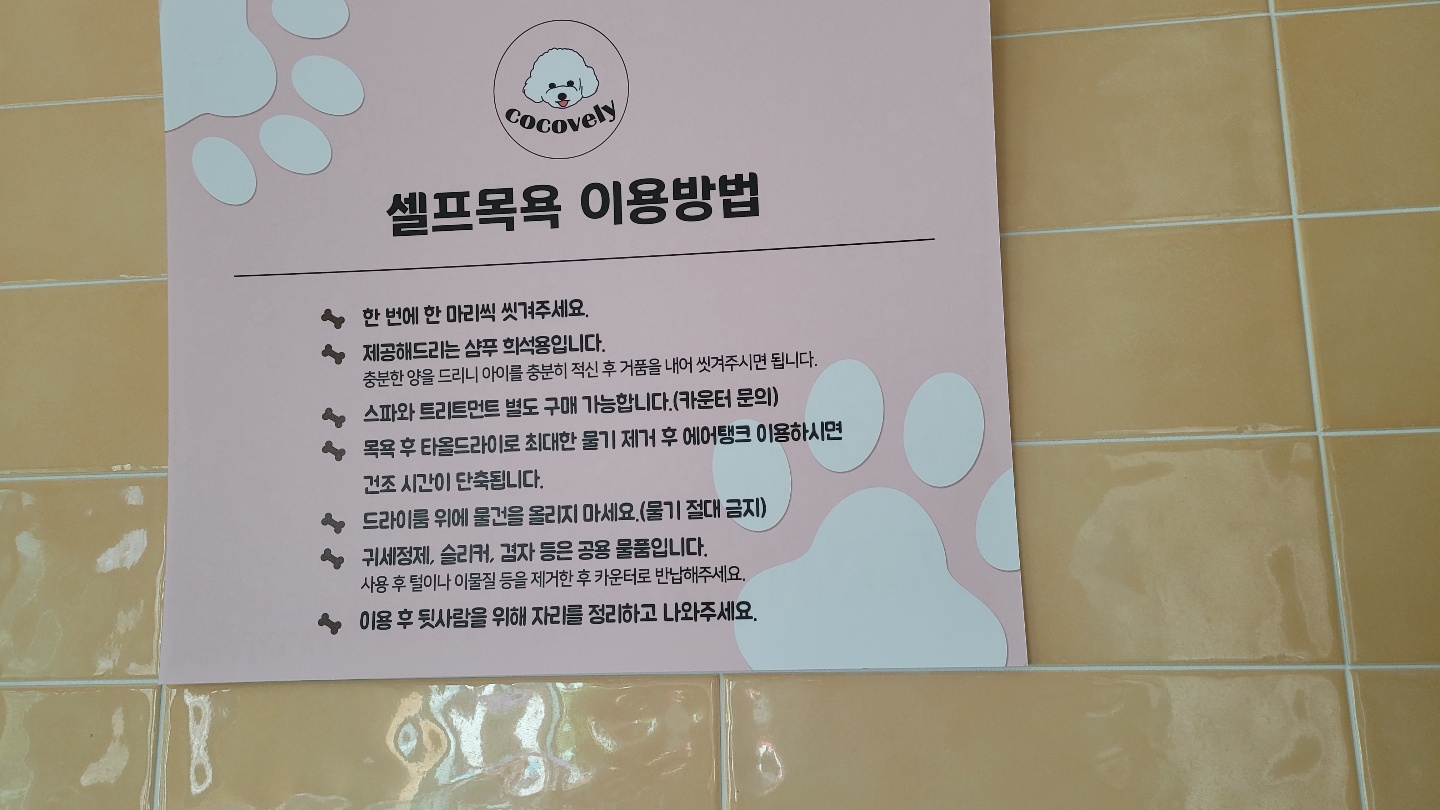 cocovely
셀프목욕 이용방법
한 번에 한 마리씩 씻겨주세요.
제공해드리는 샴푸 희석용입니다.
충분한 양을 드리니 아이를 충분히 적신 후 거품을 내어 씻겨주시면 됩니다.
스파와 트리트먼트 별도 구매 가능합니다.(카운터 문의)
목욕 후 타올드라이로 최대한 물기 제거 후 에어탱크 이용하시면
건조 시간이 단축됩니다.
드라이룸 위에 물건을 올리지 마세요.(물기 절대 금지)
귀세정제, 슬리커, 겸자 등은 공용 물품입니다.
사용 후 털이나 이물질 등을 제거한 후 카운터로 반납해주세요.
이용 후 뒷사람을 위해 자리를 정리하고 나와주세요.